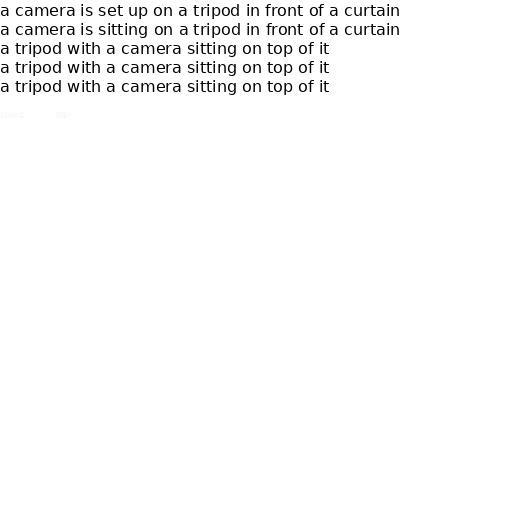 a camera is set up on a tripod in front of a curtain
a camera is sitting on a tripod in front of a curtain
a tripod with a camera sitting on top of it
a tripod with a camera sitting on top of it
a tripod with a camera sitting on top of it